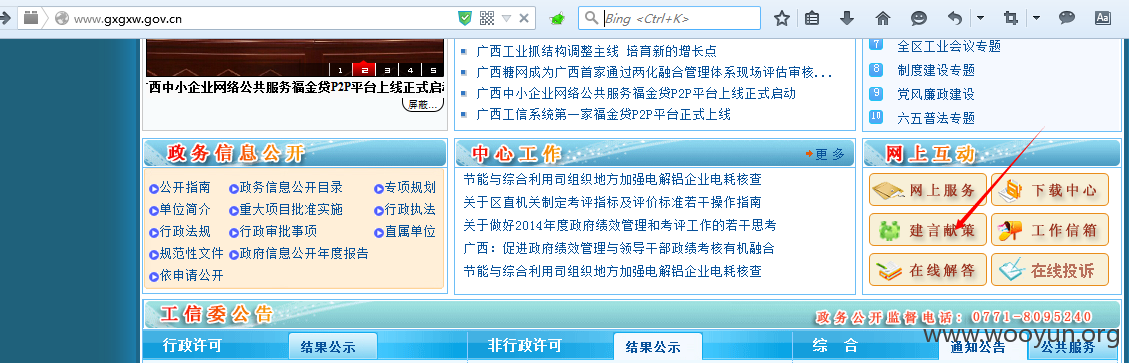 www.gxgxw.gov.cn
Bing <Ctrl+K>
1 2 3 4 5
西中小企业网络公共服务福金贷P2P平台上线正式启动
屏蔽...
广西工业抓结构调整主线 培育新的增长点
广西糖网成为广西首家通过两化融合管理体系现场评估审核...
广西中小企业网络公共服务福金贷P2P平台上线正式启动
广西工信系统第一家福金贷P2P平台正式上线
7 全区工业会议专题
8 制度建设专题
9 党风廉政建设
10 六五普法专题
政务信息公开
公开指南 政务信息公开目录 专项规划
单位简介 重大项目批准实施 行政执法
行政法规 行政审批事项 直属单位
规范性文件 政府信息公开年度报告
依申请公开
中心工作
更多
节能与综合利用司组织地方加强电解铝企业电耗核查
关于区直机关制定考评指标及评价标准若干操作指南
关于做好2014年度政府绩效管理和考评工作的若干思考
广西：促进政府绩效管理与领导干部政绩考核有机融合
节能与综合利用司组织地方加强电解铝企业电耗核查
网上互动
网上服务 下载中心
建言献策 工作信箱
在线解答 在线投诉
工信委公告
政务公开监督电话：0771-8095240
www.wooyun.org
行政许可 结果公示 非行政许可 结果公示 综 合 通知公告 公共服务